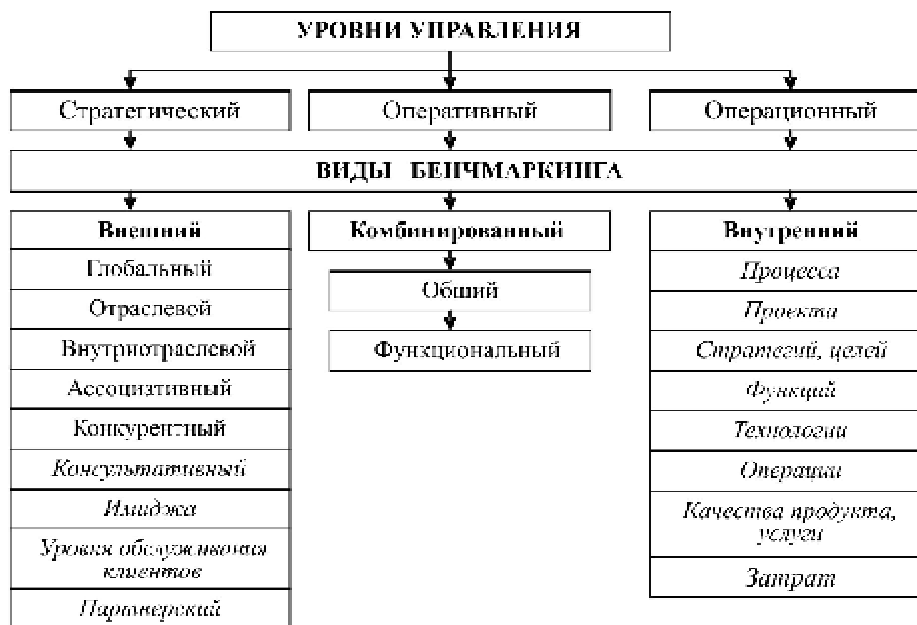 УРОВНИ УПРАВЛЕНИЯ
Стратегический
Оперативный
Операционный
ВИДЫ БЕНЧМАРКИНГА
Внешний
Глобальный
Отраслевой
Внутриотраслевой
Ассоциативный
Конкурентный
Консультативный
Имиджа
Уровня обслуживания
клиентов
Партнерский
Комбинированный
Общий
Функциональный
Внутренний
Процесса
Проекта
Стратегий, целей
Функций
Технологии
Операции
Качества продукта,
услуги
Затрат